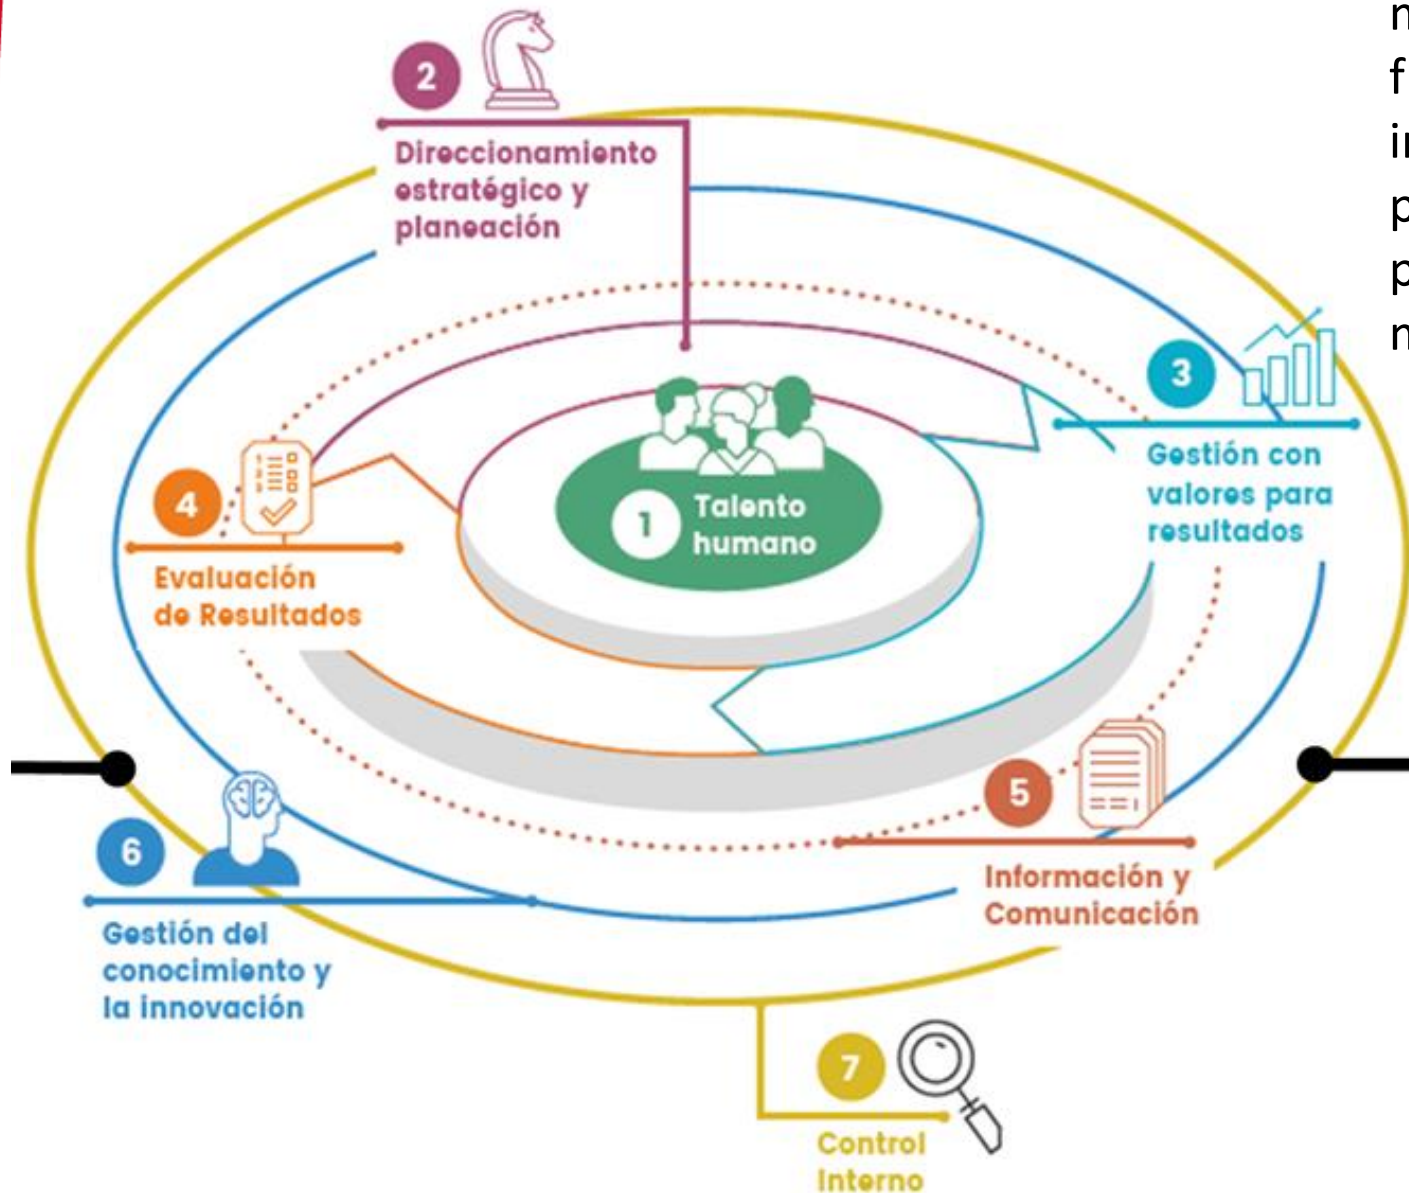 2
Direccionamiento
estratégico y
planeación
3
Gestión con
valores para
resultados
1
Talento
humano
4
Evaluación
de Resultados
5
Información y
Comunicación
6
Gestión del
conocimiento y
la innovación
7
Control
Interno